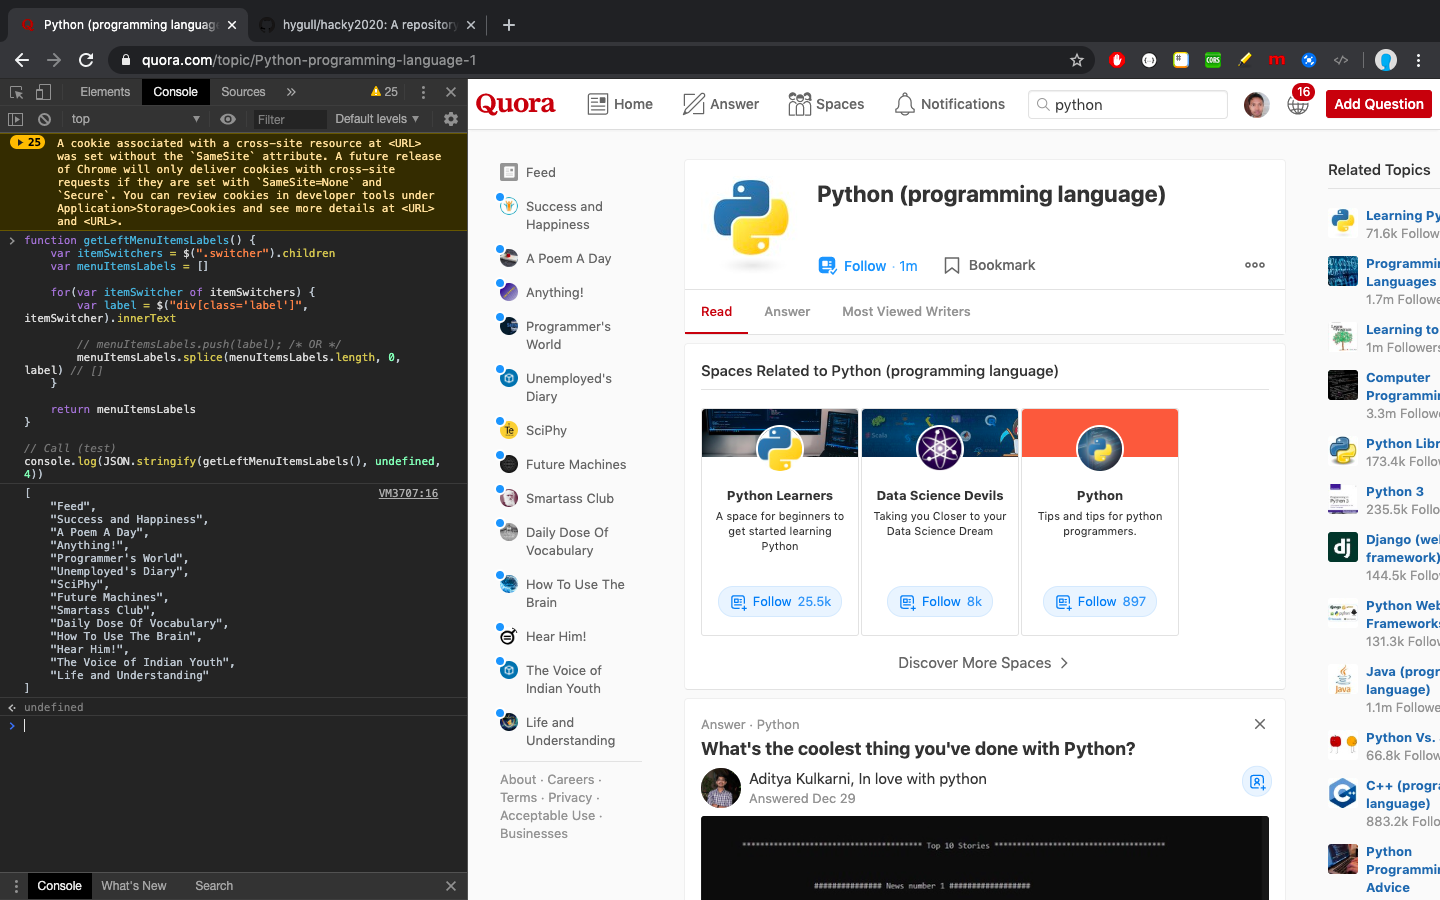 Python (programming language
hygull/hacky2020: A repository
quora.com/topic/Python-programming-language-1
Elements
Console
Sources
25
top
Filter
Default levels
25
A cookie associated with a cross-site resource at <URL>
was set without the `SameSite` attribute. A future release
of Chrome will only deliver cookies with cross-site
requests if they are set with `SameSite=None` and
`Secure`. You can review cookies in developer tools under
Application>Storage>Cookies and see more details at <URL>
and <URL>.
function getLeftMenuItemsLabels() {
var itemSwitchers = $(".switcher").children
var menuItemsLabels = []
for(var itemSwitcher of itemSwitchers) {
var label = $("div[class='label']",
itemSwitcher).innerText
// menuItemsLabels.push(label); /* OR */
menuItemsLabels.splice(menuItemsLabels.length, 0,
label) // []
}
return menuItemsLabels
}
// Call (test)
console.log(JSON.stringify(getLeftMenuItemsLabels(), undefined,
4))
VM3707:16
[
"Feed",
"Success and Happiness",
"A Poem A Day",
"Anything!",
"Programmer's World",
"Unemployed's Diary",
"SciPhy",
"Future Machines",
"Smartass Club",
"Daily Dose Of Vocabulary",
"How To Use The Brain",
"Hear Him!",
"The Voice of Indian Youth",
"Life and Understanding"
]
undefined
Console
What's New
Search
Quora
Home
Answer
Spaces
Notifications
python
16
Add Question
Feed
Success and
Happiness
A Poem A Day
Anything!
Programmer's
World
Unemployed's
Diary
SciPhy
Future Machines
Smartass Club
Daily Dose Of
Vocabulary
How To Use The
Brain
Hear Him!
The Voice of
Indian Youth
Life and
Understanding
About · Careers ·
Terms · Privacy ·
Acceptable Use ·
Businesses
Python (programming language)
Follow · 1m
Bookmark
Read
Answer
Most Viewed Writers
Spaces Related to Python (programming language)
Python Learners
A space for beginners to
get started learning
Python
Follow 25.5k
Data Science Devils
Taking you Closer to your
Data Science Dream
Follow 8k
Python
Tips and tips for python
programmers.
Follow 897
Discover More Spaces
Answer · Python
What's the coolest thing you've done with Python?
Aditya Kulkarni, In love with python
Answered Dec 29
Top 10 Stories
############### News number 1 ##################
Related Topics
Learning Py
71.6k Follow
Programmin
Languages
1.7m Followe
Learning to
1m Followers
Computer
Programmin
3.3m Followe
Python Libr
173.4k Follow
Python 3
235.5k Follo
dj
Django (we
framework)
144.5k Follo
Python Web
Frameworks
131.3k Follow
Java
Java (progr
language)
1.1m Followe
Python Vs.
66.8k Follow
C++ (progra
language)
883.2k Follo
Python
Programmin
Advice